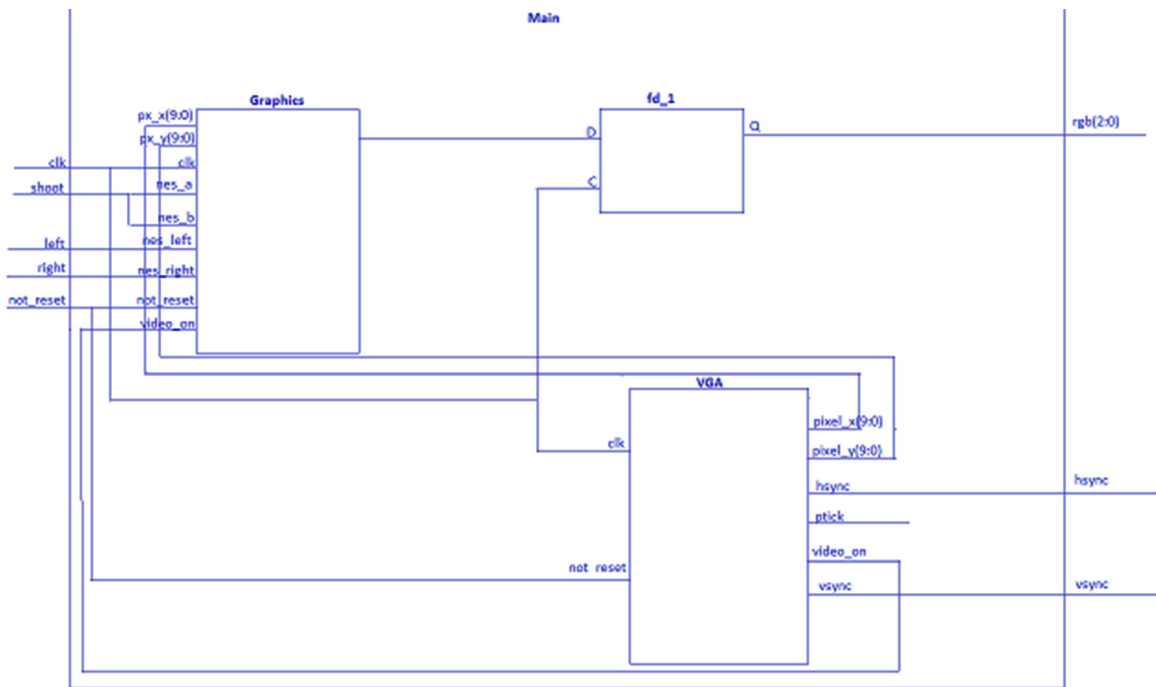 Main
Graphics
fd_1
px_x(9:0)
px_y(9:0)
clk
clk
shoot
nes_a
nes_b
left
nes_left
right
nes_right
not_reset
not_reset
video_on
D
C
Q
rgb(2:0)
VGA
clk
not reset
pixel_x(9:0)
pixel_y(9:0)
hsync
hsync
ptick
video_on
vsync
vsync